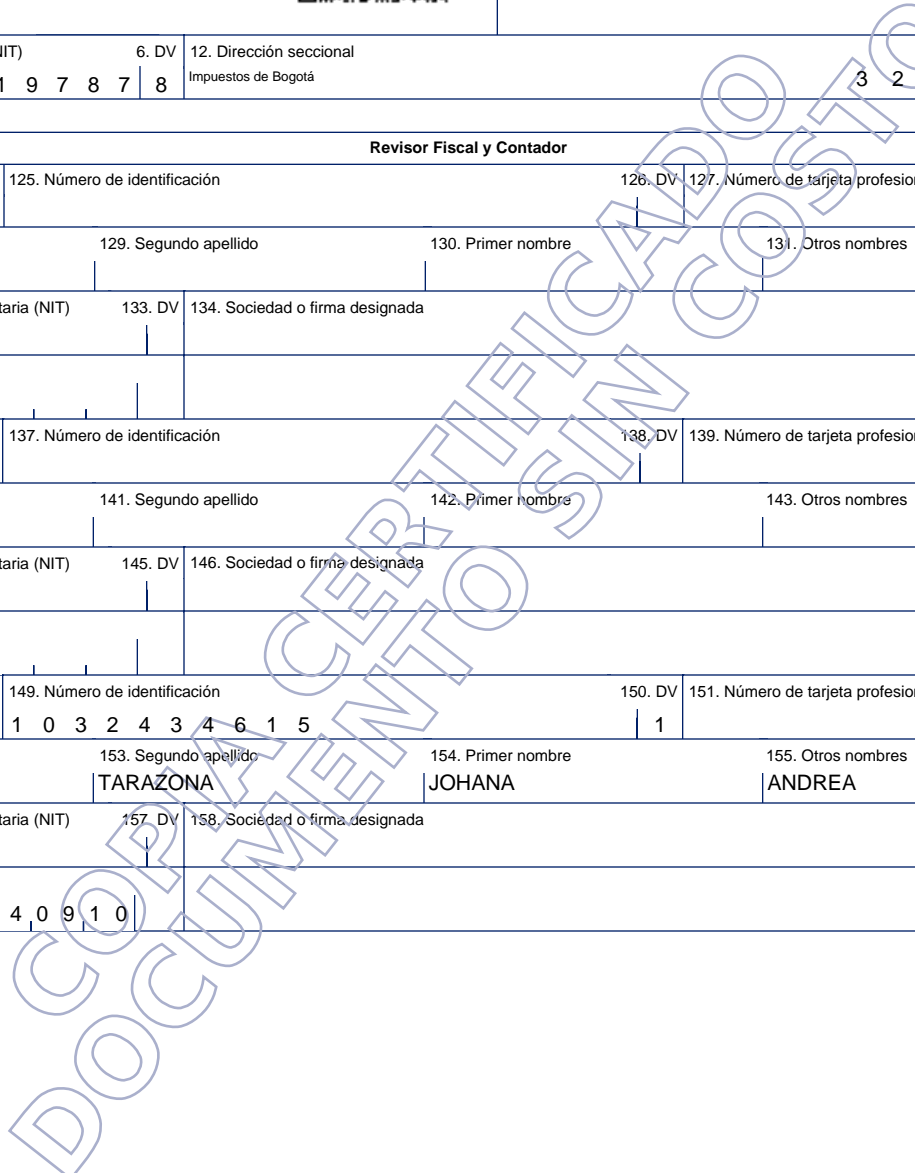 NIT) 6. DV 12. Dirección seccional
1 9 7 8 7 8 Impuestos de Bogotá 3 2
Revisor Fiscal y Contador
125. Número de identificación 126. DV 127. Número de tarjeta profesion
129. Segundo apellido 130. Primer nombre 131. Otros nombres
taria (NIT) 133. DV 134. Sociedad o firma designada
137. Número de identificación 138. DV 139. Número de tarjeta profesion
141. Segundo apellido 142. Primer nombre 143. Otros nombres
taria (NIT) 145. DV 146. Sociedad o firma designada
149. Número de identificación 150. DV 151. Número de tarjeta profesion
1 0 3 2 4 3 4 6 1 5 1
153. Segundo apellido 154. Primer nombre 155. Otros nombres
TARAZONA JOHANA ANDREA
taria (NIT) 157. DV 158. Sociedad o firma designada
4 0 9 1 0
COPIA CERTIFICADO
DOCUMENTO SIN COSTO